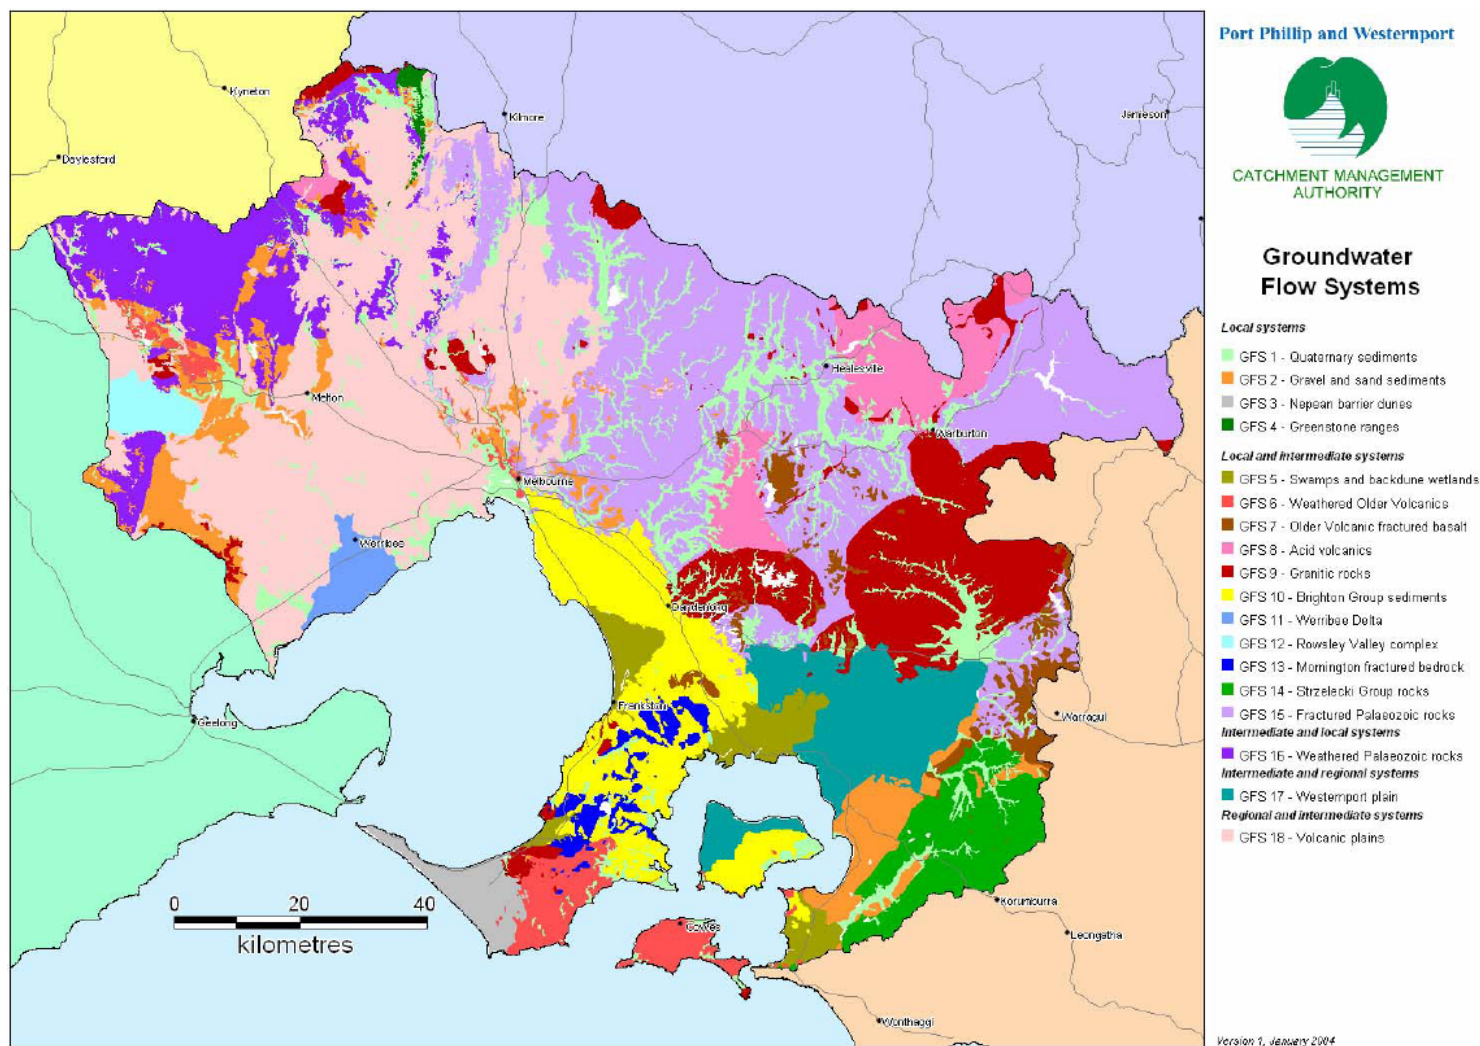 Port Phillip and Westernport
CATCHMENT MANAGEMENT
AUTHORITY
Groundwater
Flow Systems
Local systems
GFS 1 - Quaternary sediments
GFS 2 - Gravel and sand sediments
GFS 3 - Nepean barrier dunes
GFS 4 - Greenstone ranges
Local and intermediate systems
GFS 5 - Swamps and backdune wetlands
GFS 6 - Weathered Older Volcanics
GFS 7 - Older Volcanic fractured basalt
GFS 8 - Acid volcanics
GFS 9 - Granitic rocks
GFS 10 - Brighton Group sediments
GFS 11 - Werribee Delta
GFS 12 - Rowsley Valley complex
GFS 13 - Mornington fractured bedrock
GFS 14 - Strzelecki Group rocks
GFS 15 - Fractured Palaeozoic rocks
Intermediate and local systems
GFS 16 - Weathered Palaeozoic rocks
Intermediate and regional systems
GFS 17 - Westernport plain
Regional and intermediate systems
GFS 18 - Volcanic plains
Version 1, January 2004
Kyneton
Kilmore
Jamieson
Daylesford
Healesville
Melton
Warburton
Melbourne
Werribee
Dandenong
Frankston
Geelong
Warragul
Korumburra
Cowes
Leongatha
Wonthaggi
0 20 40
kilometres